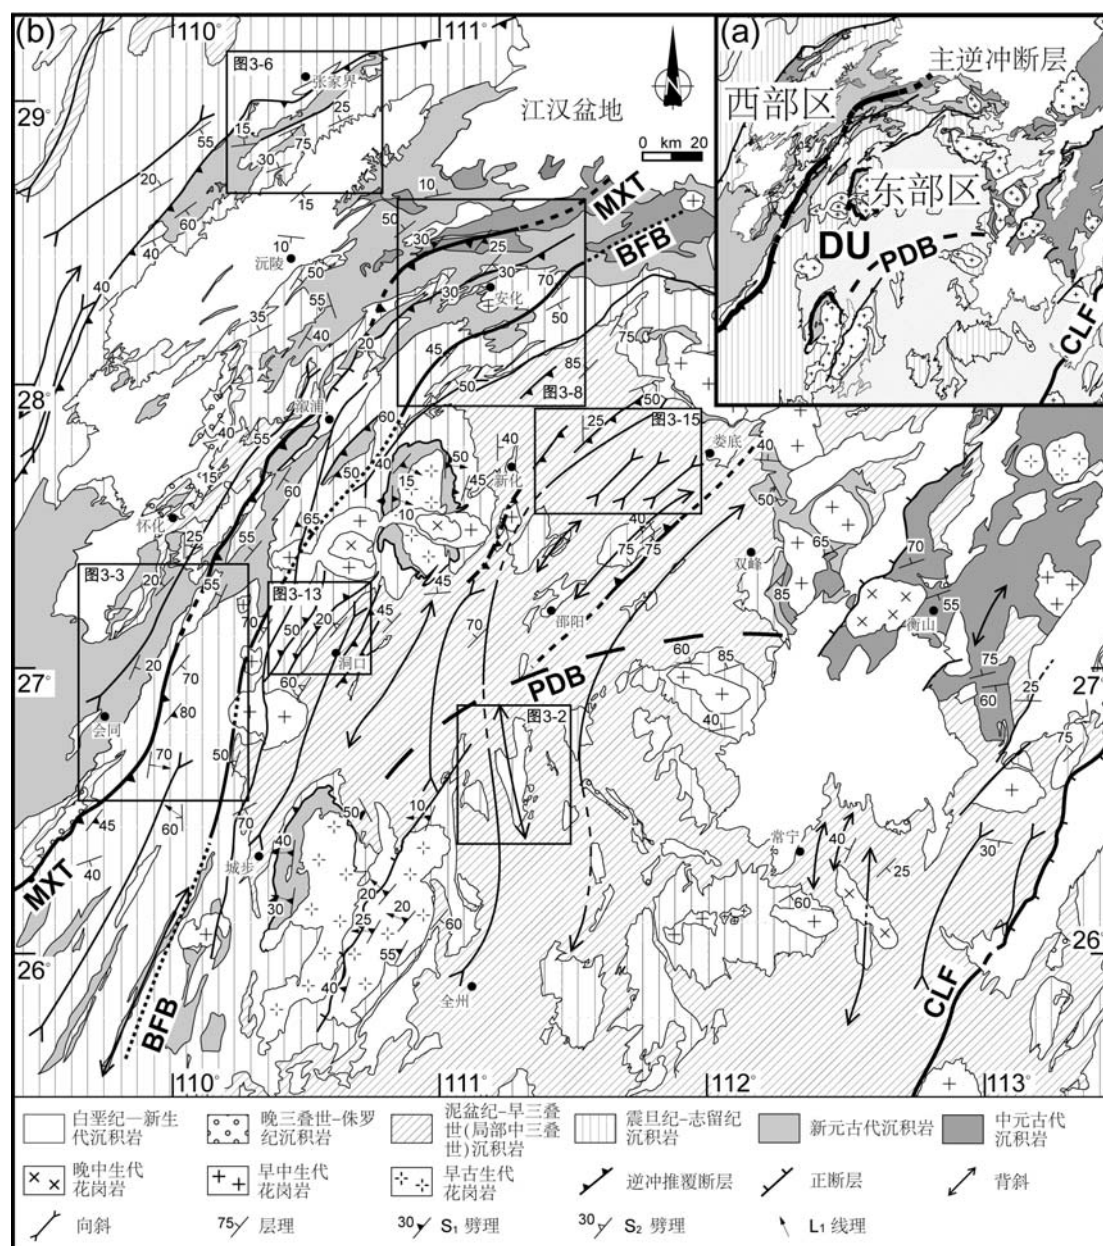 (b)
110°
111°
(a)
图3-6
张家界
江汉盆地
0 km 20
主逆冲断层
西部区
东部区
DU
PDB
CLF
29°
沅陵
MXT
BFB
安化
图3-8
28°
溆浦
图3-15
娄底
新化
怀化
双峰
图3-3
图3-13
邵阳
衡山
洞口
27°
PDB
27°
会同
图3-2
常宁
城步
MXT
26°
26°
全州
BFB
CLF
110°
111°
112°
113°
白垩纪—新生代沉积岩
晚三叠世-侏罗纪沉积岩
泥盆纪-早三叠世(局部中三叠世)沉积岩
震旦纪-志留纪沉积岩
新元古代沉积岩
中元古代沉积岩
晚中生代花岗岩
早中生代花岗岩
早古生代花岗岩
逆冲推覆断层
正断层
背斜
向斜
75 层理
30 S₁ 劈理
30 S₂ 劈理
L₁ 线理